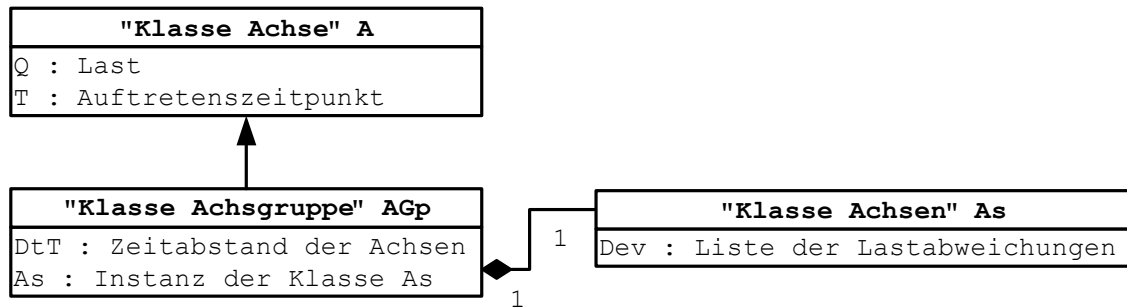 "Klasse Achse" A
Q : Last
T : Auftretenszeitpunkt
"Klasse Achsgruppe" AGp
DtT : Zeitabstand der Achsen
As : Instanz der Klasse As
1
1
"Klasse Achsen" As
Dev : Liste der Lastabweichungen